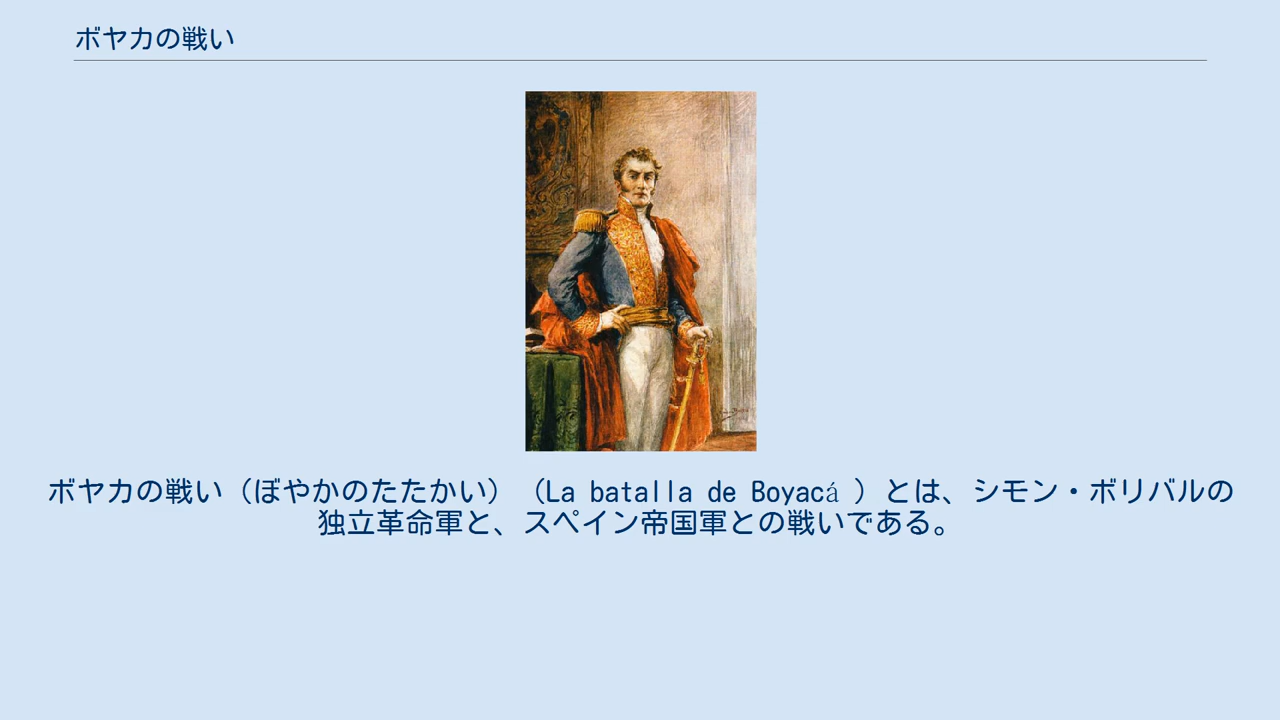 ボヤカの戦い
ボヤカの戦い（ぼやかのたたかい）（La batalla de Boyacá ）とは、シモン・ボリバルの
独立革命軍と、スペイン帝国軍との戦いである。